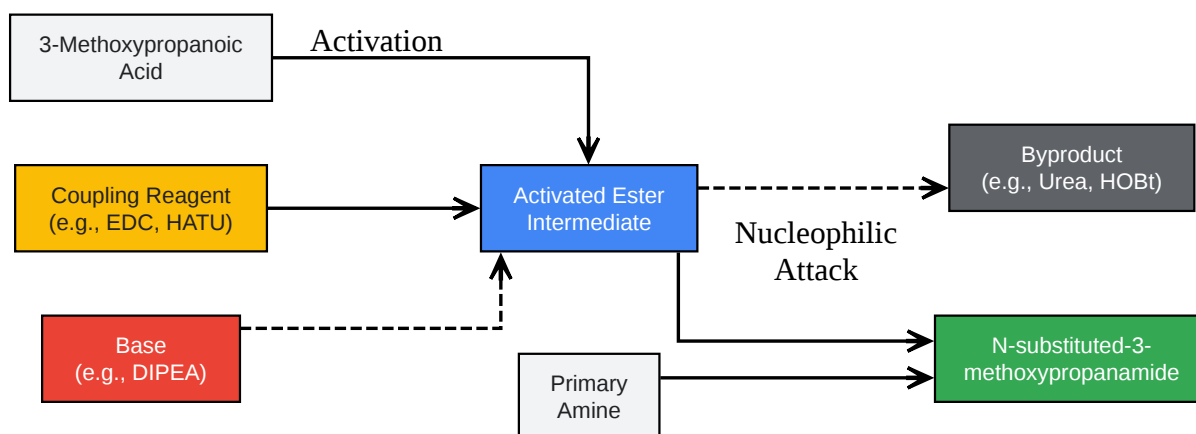 3-Methoxypropanoic
Acid
Activation
Coupling Reagent
(e.g., EDC, HATU)
Activated Ester
Intermediate
Byproduct
(e.g., Urea, HOBt)
Nucleophilic
Attack
Base
(e.g., DIPEA)
Primary
Amine
N-substituted-3-
methoxypropanamide